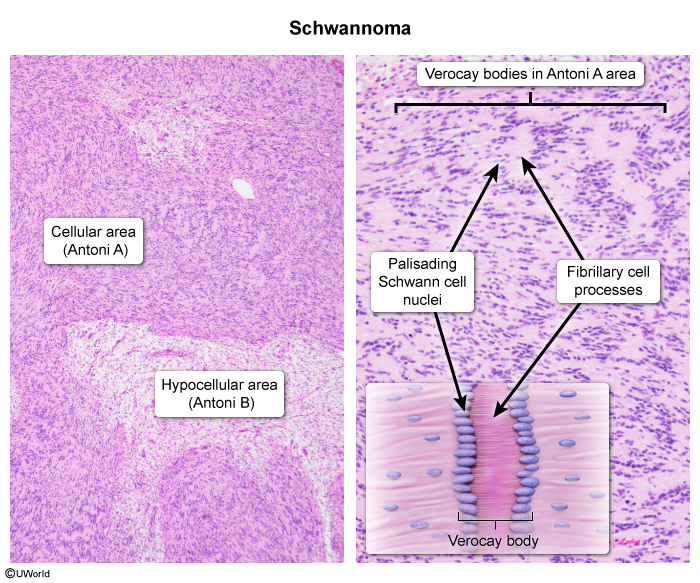 Schwannoma
Cellular area
(Antoni A)
Hypocellular area
(Antoni B)
Verocay bodies in Antoni A area
Palisading
Schwann cell
nuclei
Fibrillary cell
processes
Verocay body
©UWorld